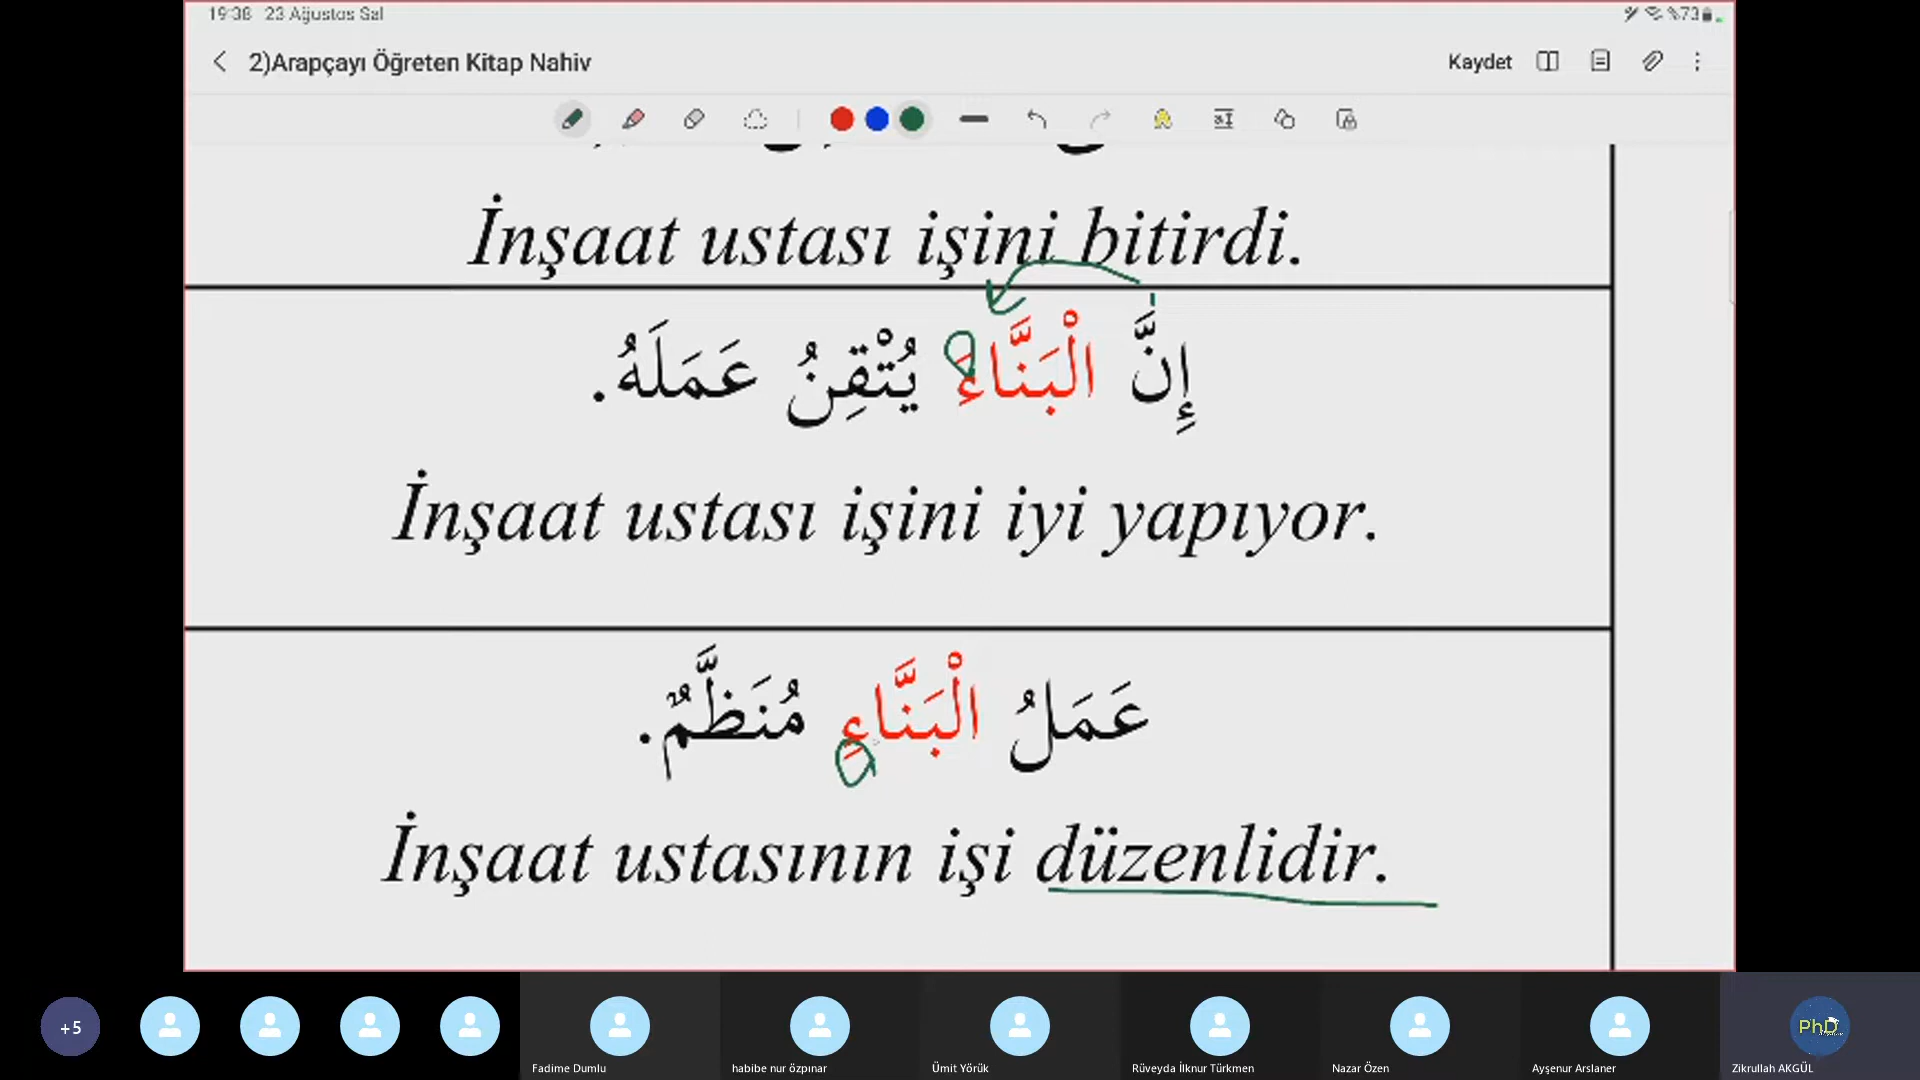 19:38 23 Ağustos Sal %73
2)Arapçayı Öğreten Kitap Nahiv Kaydet
İnşaat ustası işini bitirdi.
إِنَّ الْبَنَّاءَ يُتْقِنُ عَمَلَهُ.
İnşaat ustası işini iyi yapıyor.
عَمَلُ الْبَنَّاءِ مُنَظَّمٌ.
İnşaat ustasının işi düzenlidir.
+5
PhD
Fadime Dumlu habibe nur özpınar Ümit Yörük Rüveyda İlknur Türkmen Nazar Özen Ayşenur Arslaner Zikrullah AKGÜL